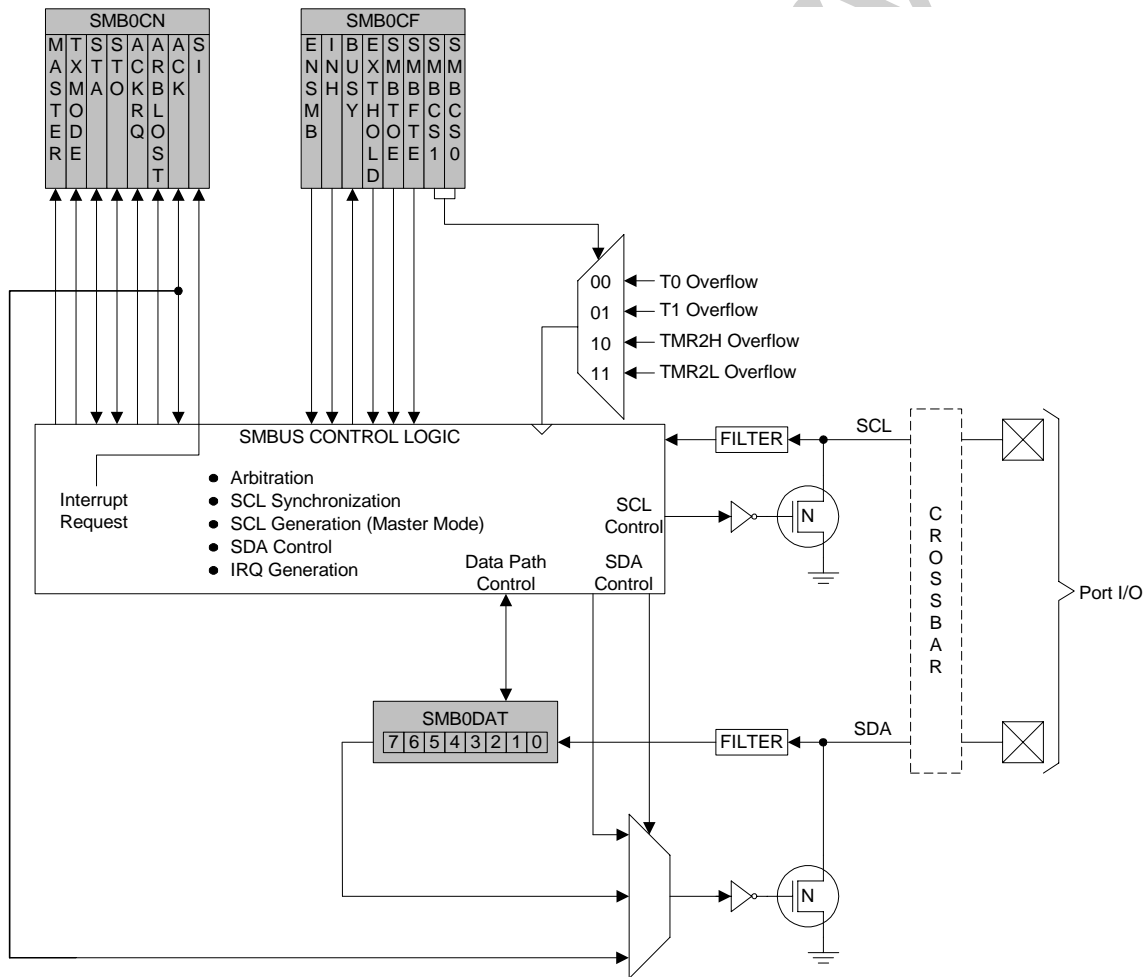 SMB0CN
MASTER
TXMODE
STA
STO
ACKRQ
ARBLOST
ACK
SI
SMB0CF
ENSMB
INH
BUSY
EXTHOLD
SMBTOE
SMBFTE
SMBCS1
SMBCS0
00
T0 Overflow
01
T1 Overflow
10
TMR2H Overflow
11
TMR2L Overflow
SMBUS CONTROL LOGIC
Interrupt
Request
● Arbitration
● SCL Synchronization
● SCL Generation (Master Mode)
● SDA Control
● IRQ Generation
SCL
Control
Data Path
Control
SDA
Control
FILTER
SCL
N
CROSSBAR
Port I/O
SMB0DAT
7 6 5 4 3 2 1 0
FILTER
SDA
N